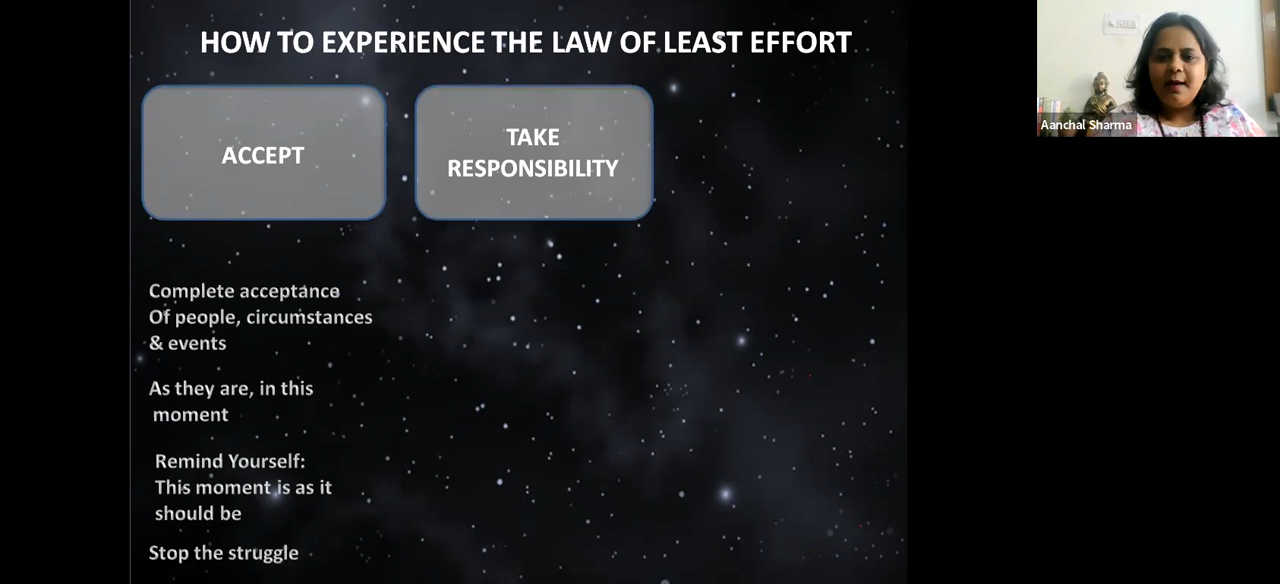 HOW TO EXPERIENCE THE LAW OF LEAST EFFORT
ACCEPT
TAKE
RESPONSIBILITY
Complete acceptance
Of people, circumstances
& events
As they are, in this
moment
Remind Yourself:
This moment is as it
should be
Stop the struggle
Aanchal Sharma